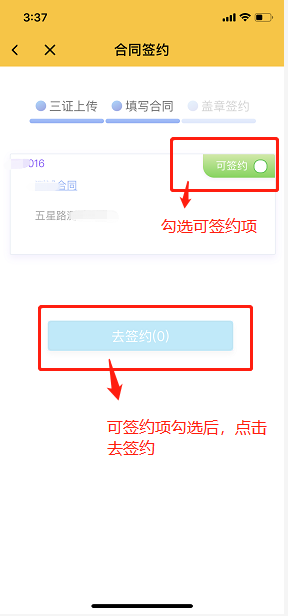 3:37
合同签约
三证上传
填写合同
盖章签约
016
可签约
合同
五星路
勾选可签约项
去签约(0)
可签约项勾选后，点击
去签约